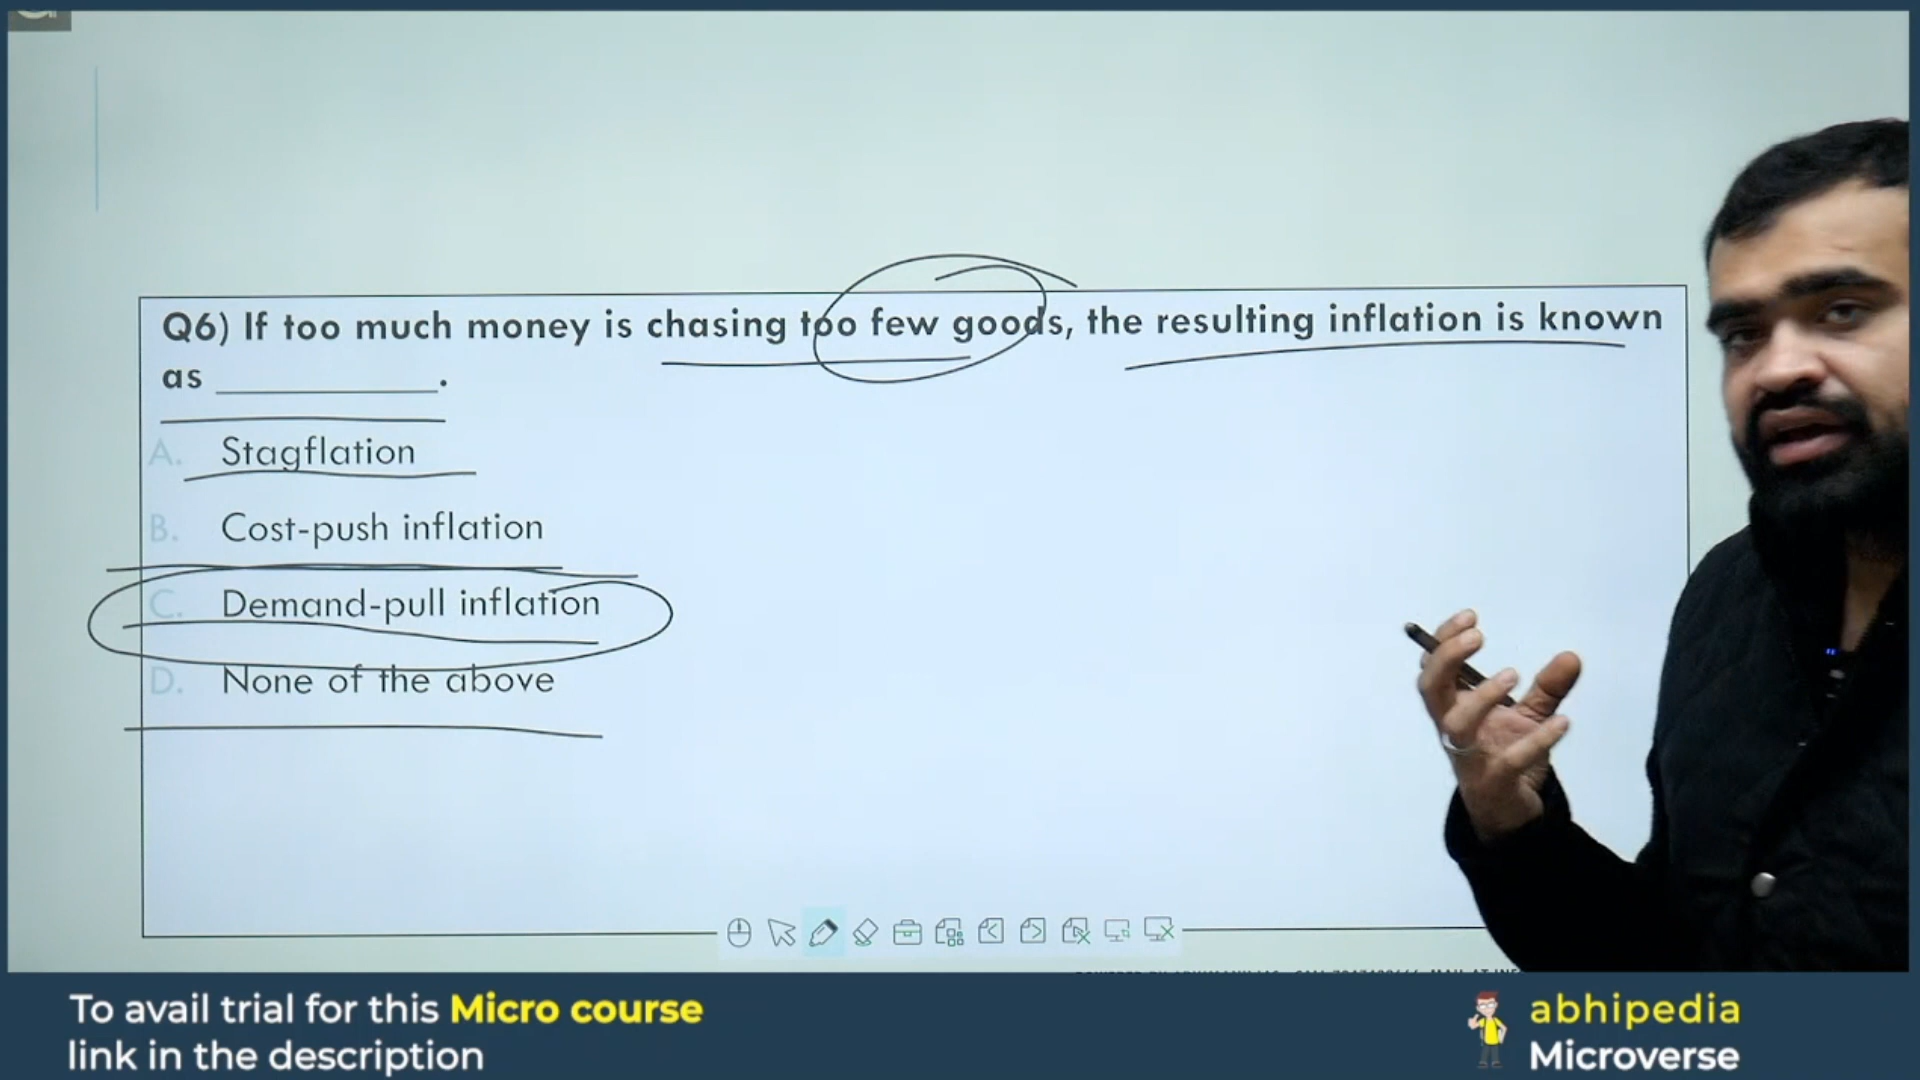 Q6) If too much money is chasing too few goods, the resulting inflation is known
as ____________.
A. Stagflation
B. Cost-push inflation
C. Demand-pull inflation
D. None of the above
To avail trial for this Micro course
link in the description
abhipedia
Microverse